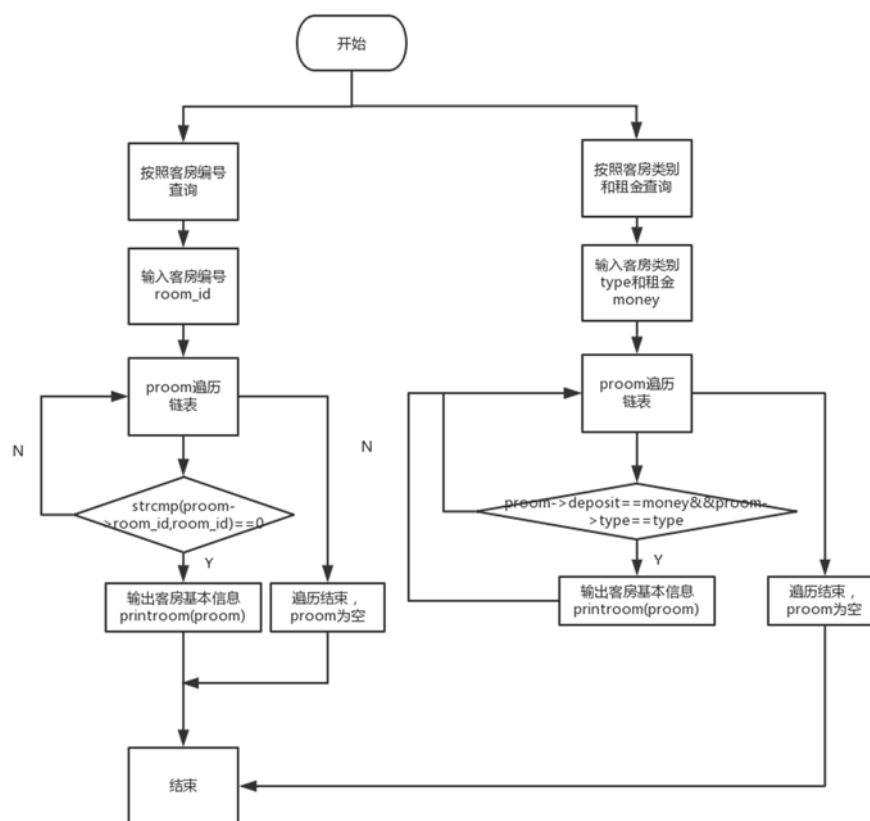 开始
按照客房编号
查询
输入客房编号
room_id
proom遍历
链表
N
strcmp(proom-
>room_id,room_id)==0
Y
输出客房基本信息
printroom(proom)
遍历结束，
proom为空
结束
按照客房类别
和租金查询
输入客房类别
type和租金
money
proom遍历
链表
N
proom->deposit==money&&proom-
>type==type
Y
输出客房基本信息
printroom(proom)
遍历结束，
proom为空